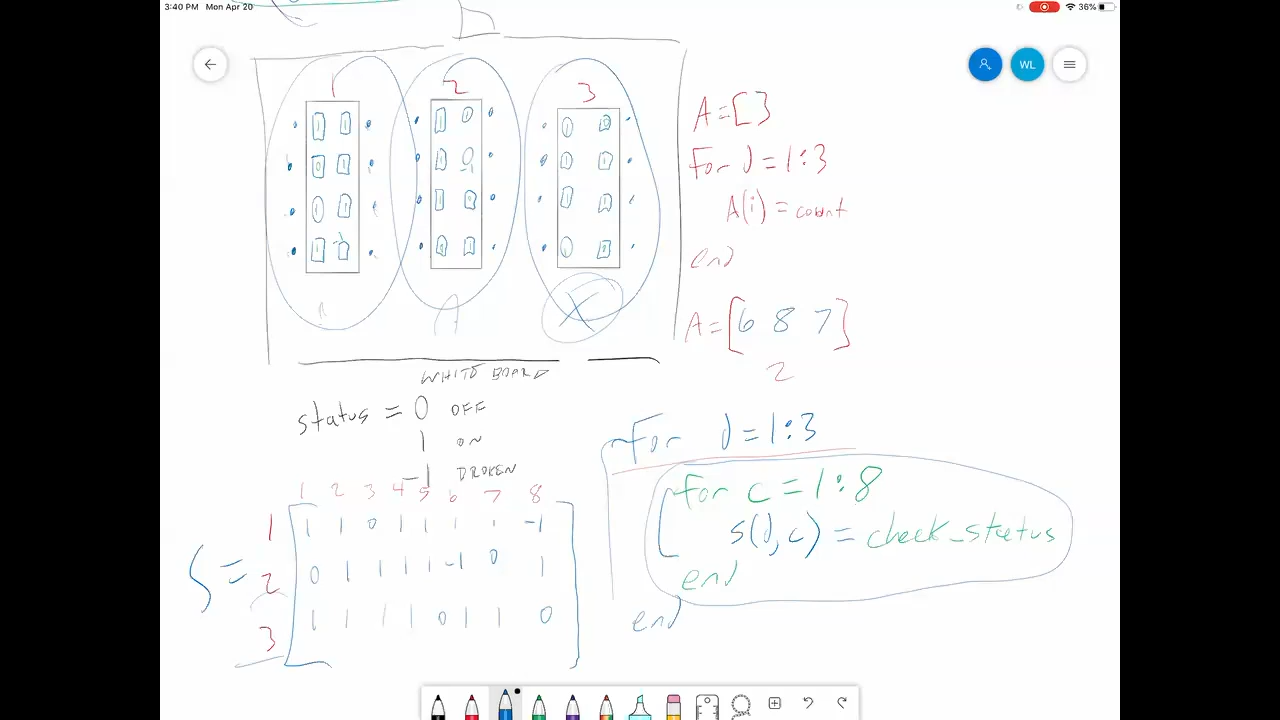 3:40 PM Mon Apr 20
36%
WL
1 2 3
A = [ ]
for d = 1:3
A(i) = count
end
A = [6 8 7]
2
WHITE BOARD
status = 0 OFF
1 ON
-1 BROKEN
for d = 1:3
for c = 1:8
s(d, c) = check_status
end
end
1 2 3 4 5 6 7 8
1 1 1 0 1 1 1 1 -1
S = 2 0 1 1 1 1 -1 0 1
3 1 1 1 1 0 1 1 0